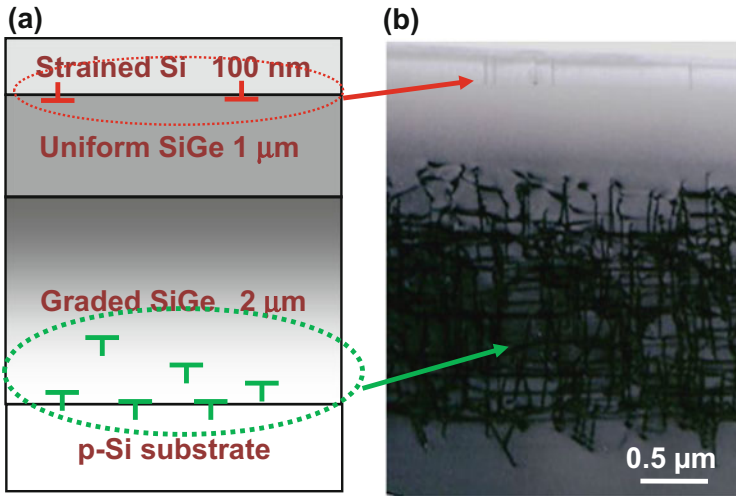 (a)
Strained Si 100 nm
Uniform SiGe 1 μm
Graded SiGe 2 μm
p-Si substrate
(b)
0.5 μm